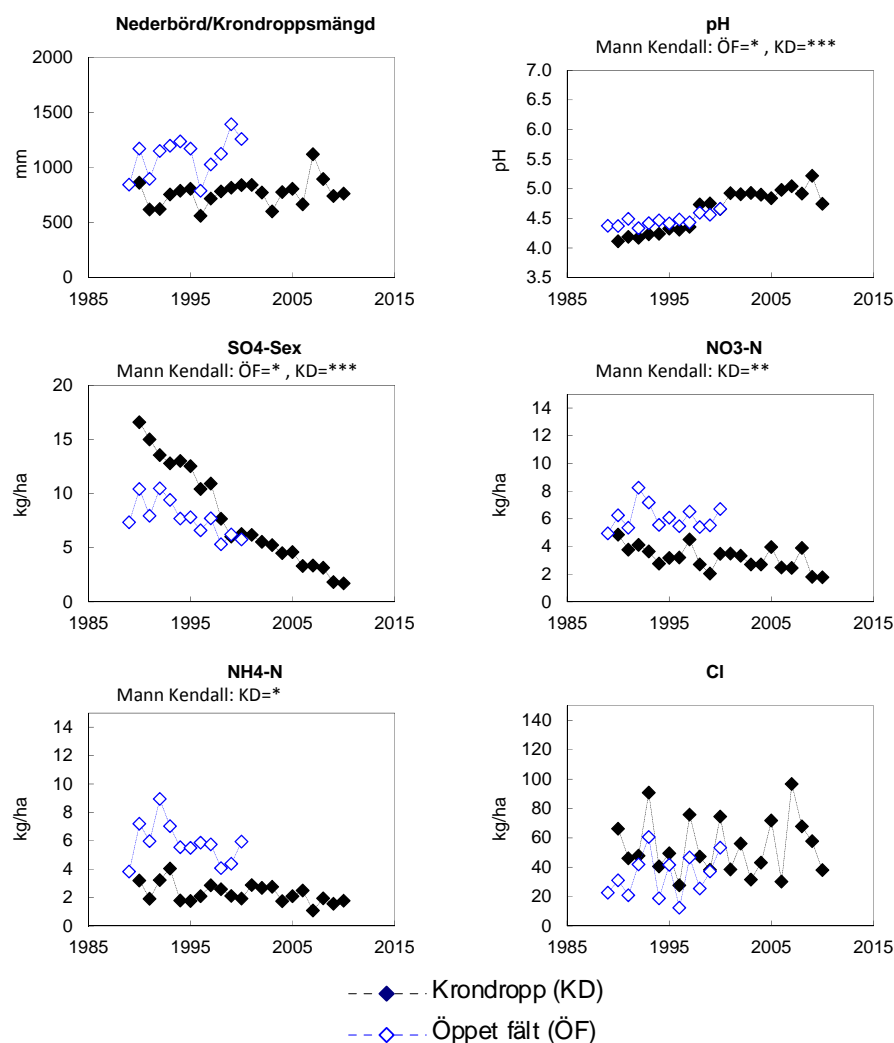 Nederbörd/Krondroppsmängd
2000
1500
1000
500
0
mm
1985 1995 2005 2015
pH
Mann Kendall: ÖF=* , KD=***
7.0
6.5
6.0
5.5
5.0
4.5
4.0
3.5
pH
1985 1995 2005 2015
SO4-Sex
Mann Kendall: ÖF=* , KD=***
20
15
10
5
0
kg/ha
1985 1995 2005 2015
NO3-N
Mann Kendall: KD=**
14
12
10
8
6
4
2
0
kg/ha
1985 1995 2005 2015
NH4-N
Mann Kendall: KD=*
14
12
10
8
6
4
2
0
kg/ha
1985 1995 2005 2015
Cl
140
120
100
80
60
40
20
0
kg/ha
1985 1995 2005 2015
Krondropp (KD)
Öppet fält (ÖF)